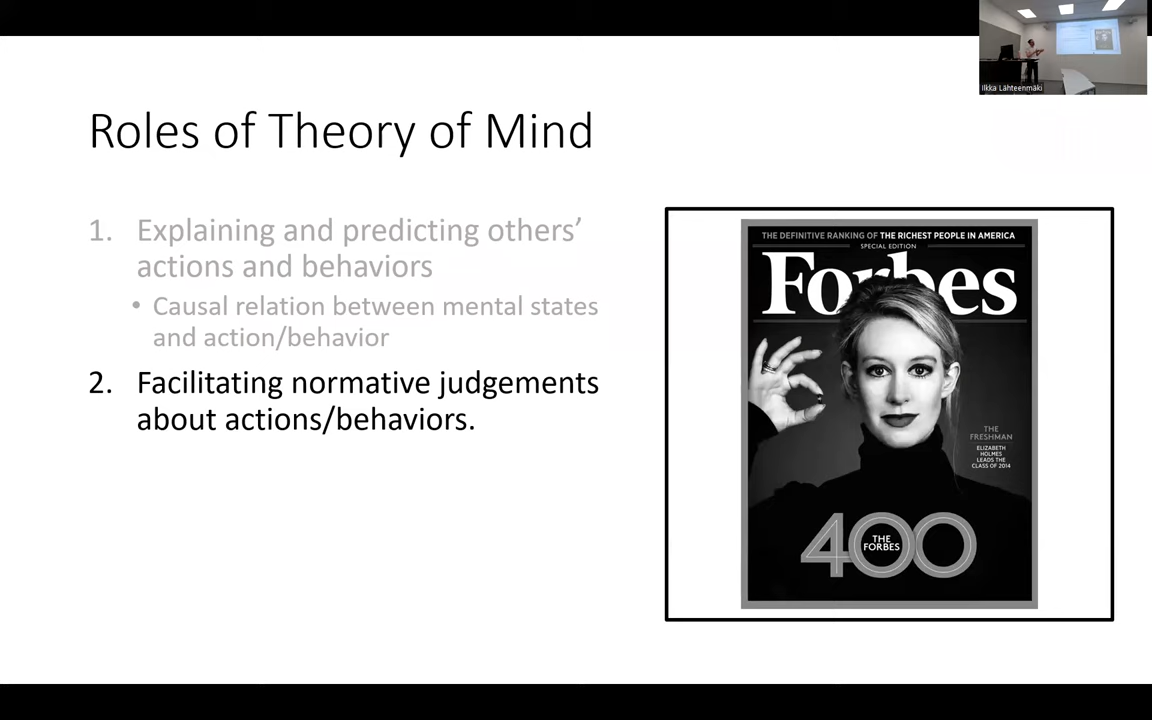 Ilkka Lähteenmäki
Roles of Theory of Mind
1. Explaining and predicting others’
actions and behaviors
• Causal relation between mental states
and action/behavior
2. Facilitating normative judgements
about actions/behaviors.
THE DEFINITIVE RANKING OF THE RICHEST PEOPLE IN AMERICA
SPECIAL EDITION
Forbes
THE
FRESHMAN
ELIZABETH
HOLMES
LEADS THE
CLASS OF 2014
400
THE
FORBES